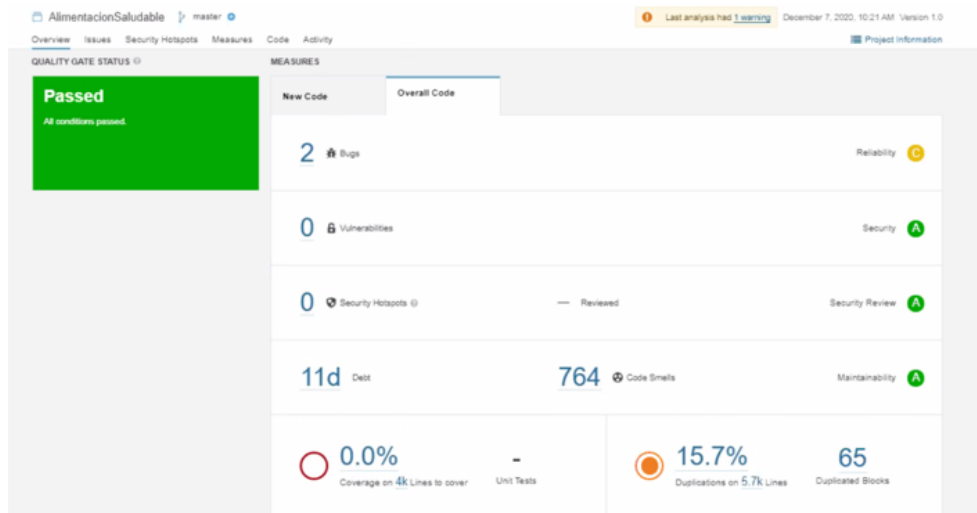 AlimentacionSaludable master
Last analysis had 1 warning December 7, 2020, 10:21 AM Version 1.0
Overview Issues Security Hotspots Measures Code Activity
Project Information
QUALITY GATE STATUS
MEASURES
Passed
All conditions passed.
New Code
Overall Code
2 Bugs
Reliability C
0 Vulnerabilities
Security A
0 Security Hotspots
— Reviewed
Security Review A
11d Debt
764 Code Smells
Maintainability A
0.0%
Coverage on 4k Lines to cover
-
Unit Tests
15.7%
Duplications on 5.7k Lines
65
Duplicated Blocks